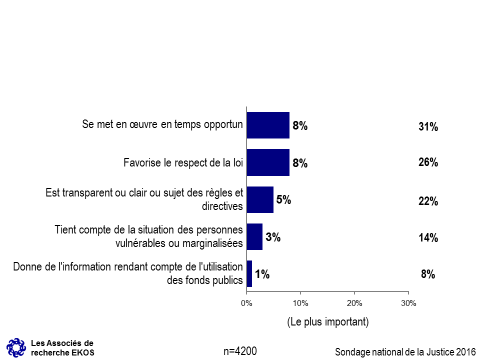 Se met en œuvre en temps opportun 8% 31%
Favorise le respect de la loi 8% 26%
Est transparent ou clair ou sujet des règles et
directives 5% 22%
Tient compte de la situation des personnes
vulnérables ou marginalisées 3% 14%
Donne de l'information rendant compte de l'utilisation
des fonds publics 1% 8%
0% 10% 20% 30%
(Le plus important)
Les Associés de
recherche EKOS
n=4200
Sondage national de la Justice 2016